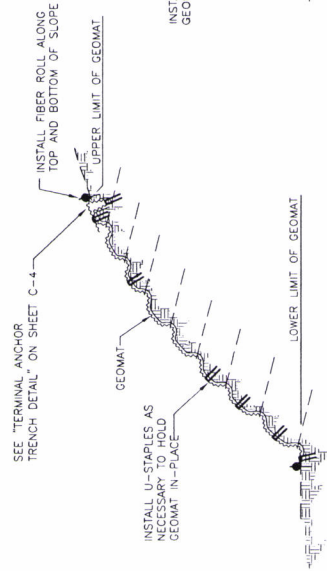 SEE "TERMINAL ANCHOR
TRENCH DETAIL" ON SHEET C-4
INSTALL FIBER ROLL ALONG
TOP AND BOTTOM OF SLOPE
UPPER LIMIT OF GEOMAT
GEOMAT
INSTALL U-STAPLES AS
NECESSARY TO HOLD
GEOMAT IN-PLACE
LOWER LIMIT OF GEOMAT
INST
GEO